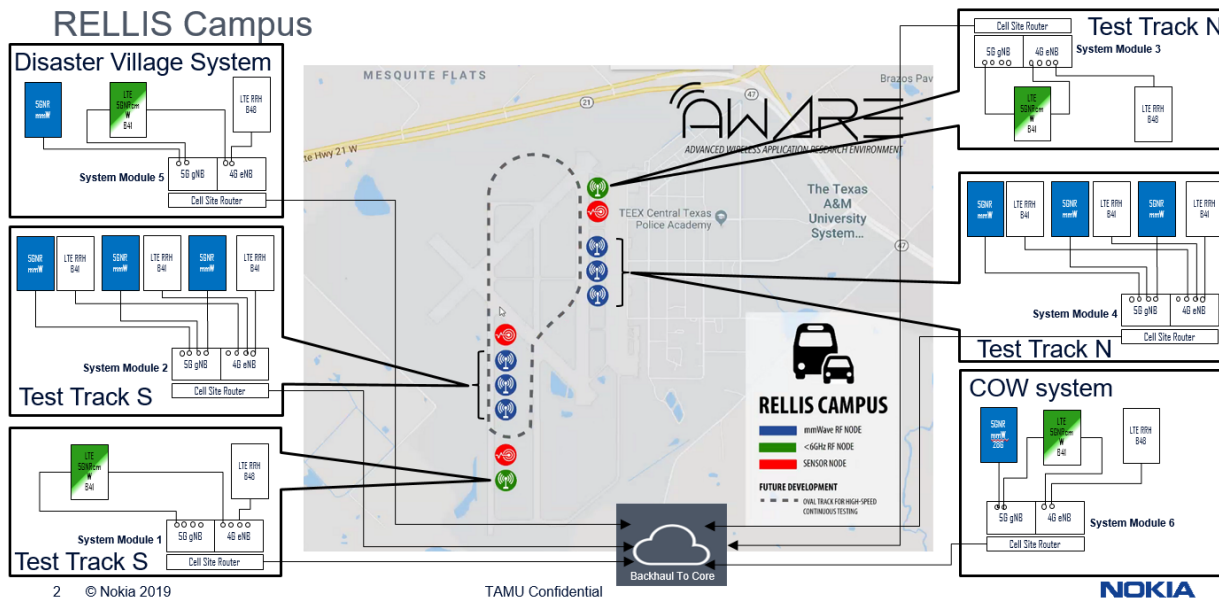 RELLIS Campus
Disaster Village System
5GNR
mmW
LTE
5GNRcm
W
B41
LTE RRH
B48
System Module 5
5G gNB
4G eNB
Cell Site Router
5GNR
mmW
LTE RRH
B41
5GNR
mmW
LTE RRH
B41
5GNR
mmW
LTE RRH
B41
System Module 2
5G gNB
4G eNB
Cell Site Router
Test Track S
LTE
5GNRcm
W
B41
LTE RRH
B48
System Module 1
5G gNB
4G eNB
Cell Site Router
Test Track S
MESQUITE FLATS
21
47
Brazos Pav
te Hwy 21 W
AWARE
ADVANCED WIRELESS APPLICATION RESEARCH ENVIRONMENT
TEEX Central Texas
Police Academy
The Texas
A&M
University
System...
47
RELLIS CAMPUS
mmWave RF NODE
<6GHz RF NODE
SENSOR NODE
FUTURE DEVELOPMENT
OVAL TRACK FOR HIGH-SPEED
CONTINUOUS TESTING
Backhaul To Core
Cell Site Router
Test Track N
5G gNB
4G eNB
System Module 3
LTE
5GNRcm
W
B41
LTE RRH
B48
5GNR
mmW
LTE RRH
B41
5GNR
mmW
LTE RRH
B41
5GNR
mmW
LTE RRH
B41
System Module 4
5G gNB
4G eNB
Cell Site Router
Test Track N
COW system
5GNR
mmW
28G
LTE
5GNRcm
W
B41
LTE RRH
B48
5G gNB
4G eNB
System Module 6
Cell Site Router
2 © Nokia 2019
TAMU Confidential
NOKIA